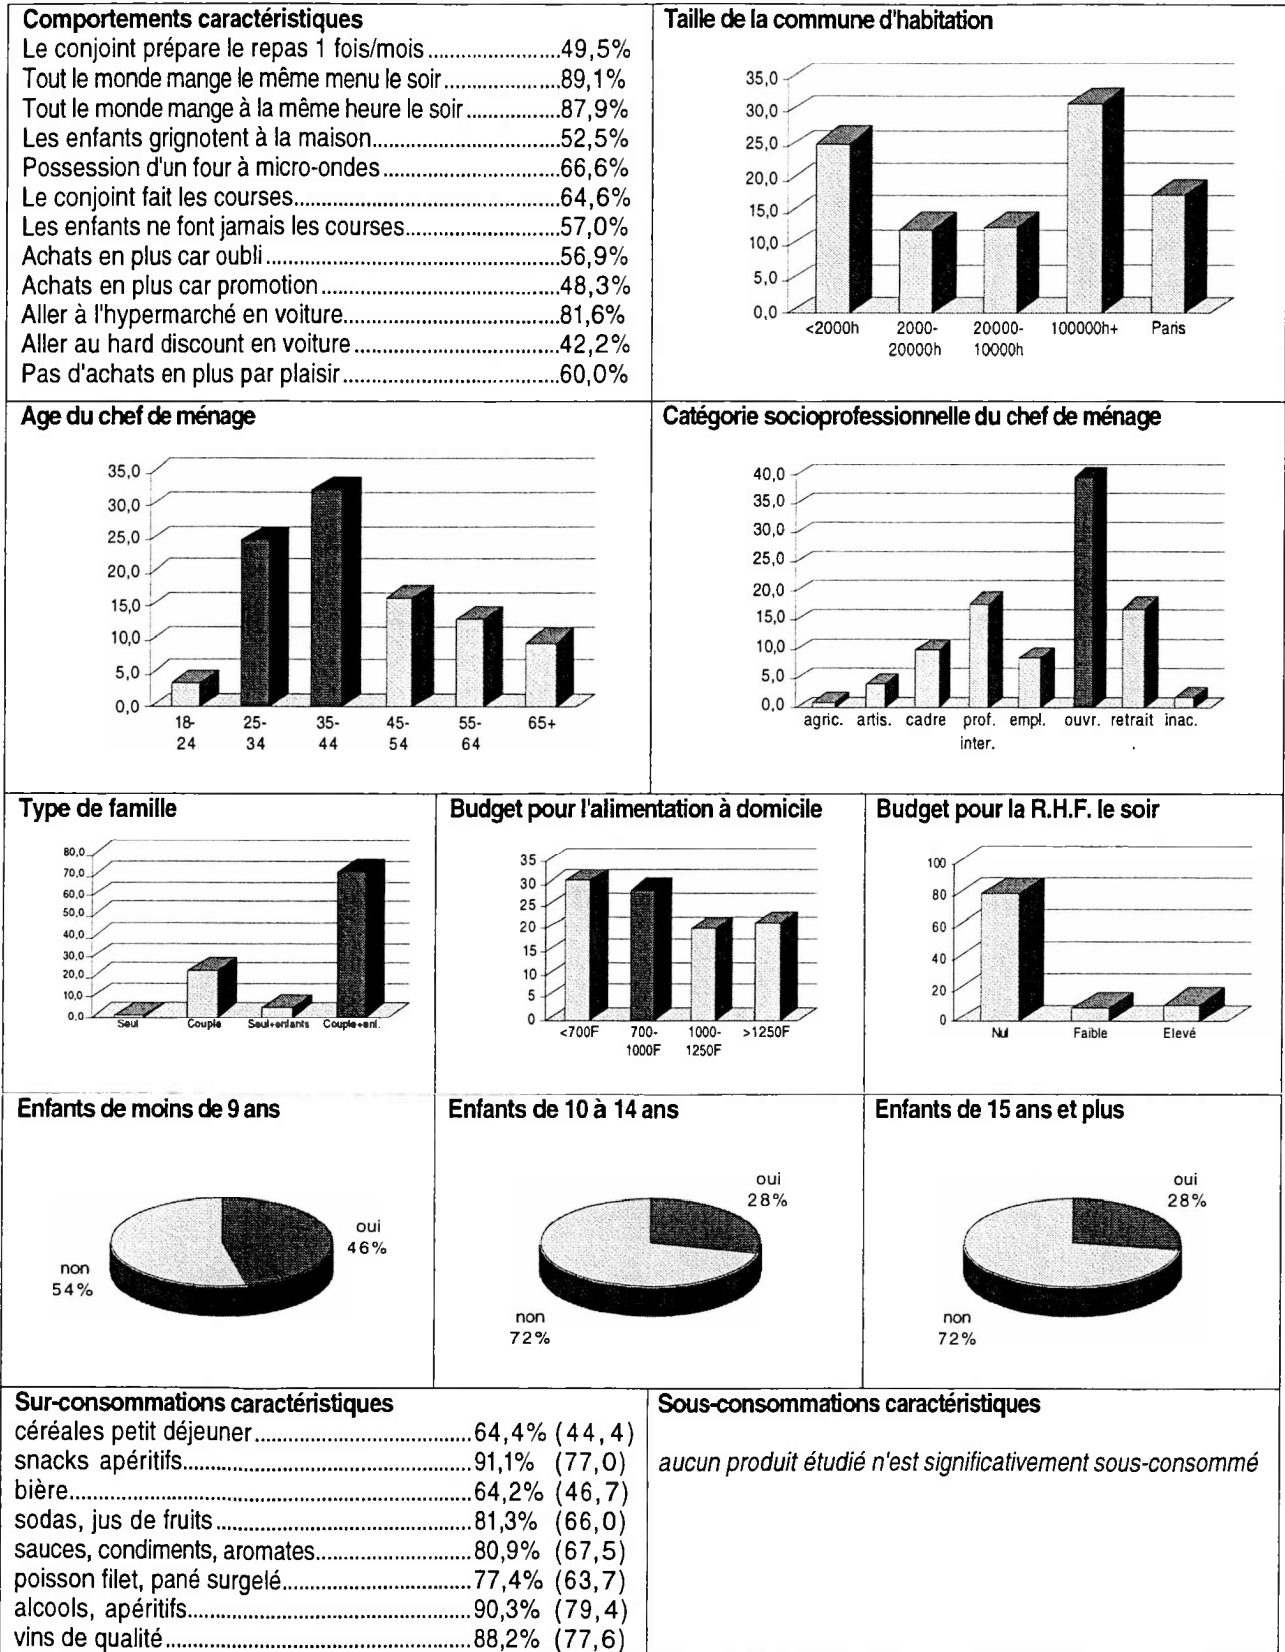 Comportements caractéristiques
Le conjoint prépare le repas 1 fois/mois....................49,5%
Tout le monde mange le même menu le soir....................89,1%
Tout le monde mange à la même heure le soir................87,9%
Les enfants grignotent à la maison................................52,5%
Possession d'un four à micro-ondes..............................66,6%
Le conjoint fait les courses.............................................64,6%
Les enfants ne font jamais les courses..........................57,0%
Achats en plus car oubli..................................................56,9%
Achats en plus car promotion..........................................48,3%
Aller à l'hypermarché en voiture.....................................81,6%
Aller au hard discount en voiture....................................42,2%
Pas d'achats en plus par plaisir.....................................60,0%
Taille de la commune d'habitation
35,0
30,0
25,0
20,0
15,0
10,0
5,0
0,0
<2000h 2000- 20000- 100000h+ Paris
20000h 10000h
Age du chef de ménage
35,0
30,0
25,0
20,0
15,0
10,0
5,0
0,0
18- 25- 35- 45- 55- 65+
24 34 44 54 64
Catégorie socioprofessionnelle du chef de ménage
40,0
35,0
30,0
25,0
20,0
15,0
10,0
5,0
0,0
agric. artis. cadre prof. empl. ouvr. retrait inac.
inter. .
Type de famille
80,0
70,0
60,0
50,0
40,0
30,0
20,0
10,0
0,0
Seul Couple Seul+enfants Couple+enf.
Budget pour l'alimentation à domicile
35
30
25
20
15
10
5
0
<700F 700- 1000- >1250F
1000F 1250F
Budget pour la R.H.F. le soir
100
80
60
40
20
0
Nul Faible Elevé
Enfants de moins de 9 ans
oui
46%
non
54%
Enfants de 10 à 14 ans
oui
28%
non
72%
Enfants de 15 ans et plus
oui
28%
non
72%
Sur-consommations caractéristiques
céréales petit déjeuner....................................64,4% (44,4)
snacks apéritifs...............................................91,1% (77,0)
bière.................................................................64,2% (46,7)
sodas, jus de fruits..........................................81,3% (66,0)
sauces, condiments, aromates..........................80,9% (67,5)
poisson filet, pané surgelé...............................77,4% (63,7)
alcools, apéritifs..............................................90,3% (79,4)
vins de qualité.................................................88,2% (77,6)
Sous-consommations caractéristiques
aucun produit étudié n'est significativement sous-consommé